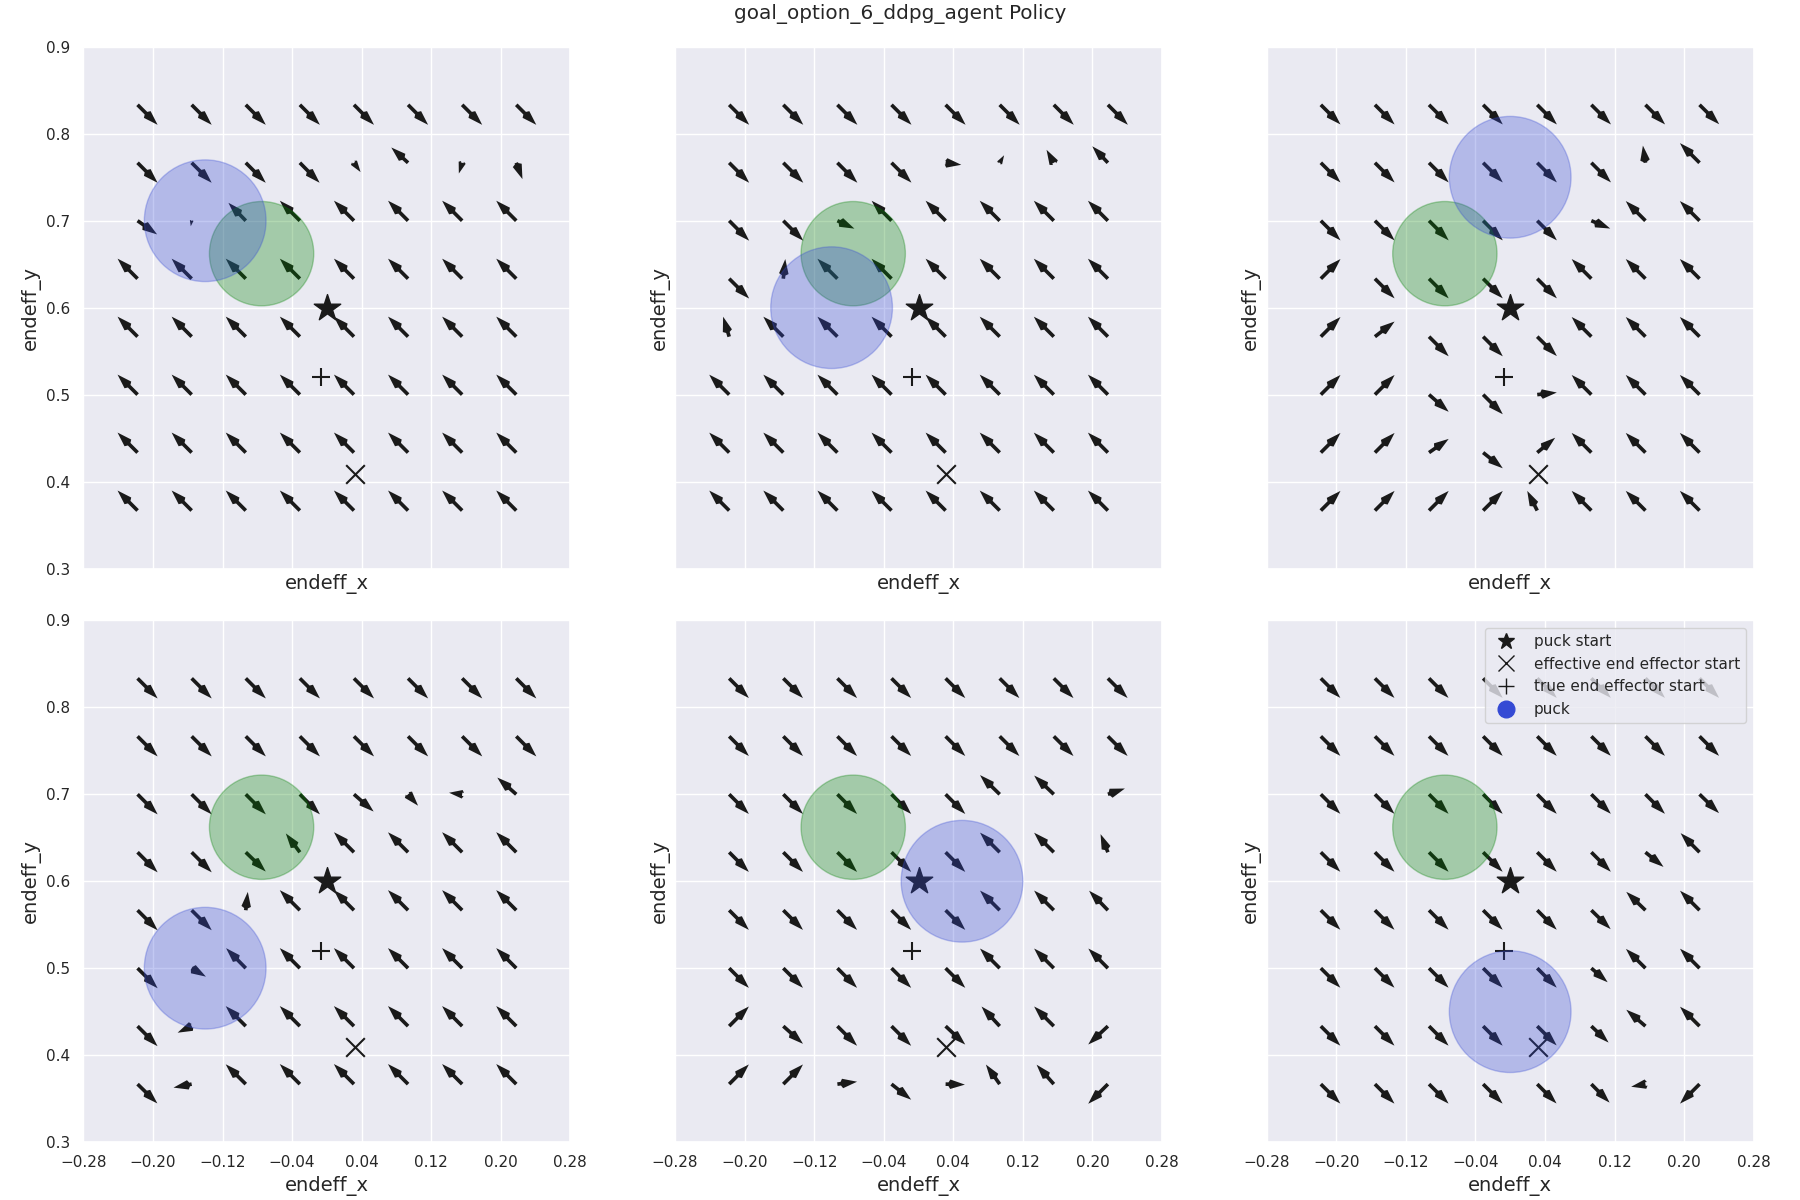 goal_option_6_ddpg_agent Policy
0.9
0.8
0.7
0.6
0.5
0.4
0.3
endeff_y
endeff_x
endeff_y
endeff_x
endeff_y
endeff_x
0.9
0.8
0.7
0.6
0.5
0.4
0.3
endeff_y
−0.28 −0.20 −0.12 −0.04 0.04 0.12 0.20 0.28
endeff_x
endeff_y
−0.28 −0.20 −0.12 −0.04 0.04 0.12 0.20 0.28
endeff_x
puck start
effective end effector start
true end effector start
puck
endeff_y
−0.28 −0.20 −0.12 −0.04 0.04 0.12 0.20 0.28
endeff_x